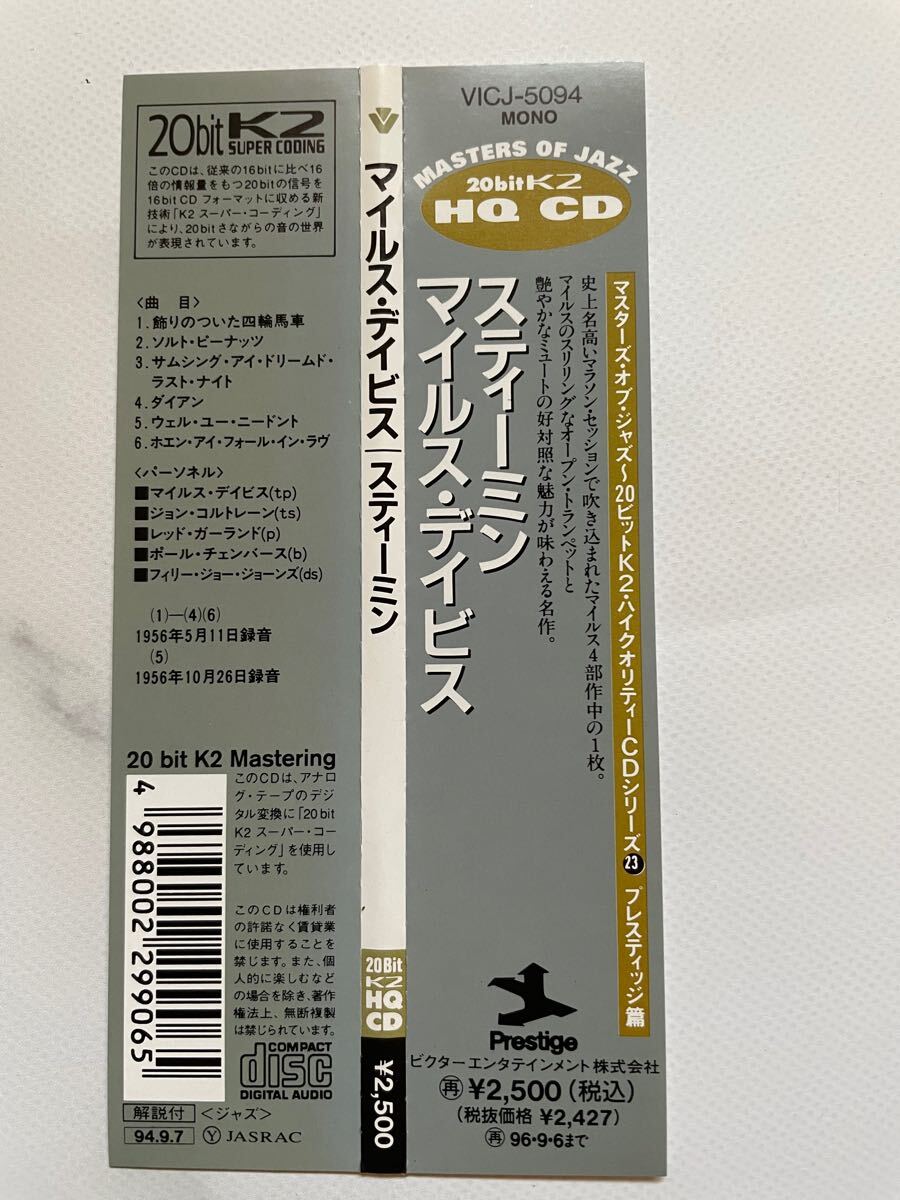 20bit K2
SUPER CODING
このCDは、従来の16bitに比べ16
倍の情報量をもつ20bitの信号を
16bit CD フォーマットに収める新
技術「K2 スーパー・コーディング」
により、20bitさながらの音の世界
が表現されています。
〈曲 目〉
1. 飾りのついた四輪馬車
2. ソルト・ピーナッツ
3. サムシング・アイ・ドリームド・
ラスト・ナイト
4. ダイアン
5. ウェル・ユー・ニードント
6. ホエン・アイ・フォール・イン・ラヴ
〈パーソネル〉
■マイルス・デイビス(tp)
■ジョン・コルトレーン(ts)
■レッド・ガーランド(p)
■ポール・チェンバース(b)
■フィリー・ジョー・ジョーンズ(ds)
(1)—(4)(6)
1956年5月11日録音
(5)
1956年10月26日録音
20 bit K2 Mastering
このCDは、アナロ
グ・テープのデジ
タル変換に「20bit
K2 スーパー・コー
ディング」を使用し
ています。
このCDは権利者
の許諾なく賃貸業
に使用することを
禁じます。また、個
人的に楽しむなど
の場合を除き、著作
権法上、無断複製
は禁じられています。
4 988002 299065
COMPACT
disc
DIGITAL AUDIO
解説付 〈ジャズ〉
94.9.7 Ⓨ JASRAC
マイルス・デイビス|スティーミン
20Bit
K2
HQ
CD
¥2,500
VICJ-5094
MONO
MASTERS OF JAZZ
20bit K2
HQ CD
マスターズ・オブ・ジャズ〜20ビットK2・ハイクオリティーCDシリーズ㉓ プレスティッジ篇
史上名高いマラソン・セッションで吹き込まれたマイルス4部作中の1枚。
マイルスのスリリングなオープン・トランペットと
艶やかなミュートの好対照な魅力が味わえる名作。
スティーミン
マイルス・デイビス
Prestige
ビクターエンタテインメント株式会社
㊢¥2,500(税込)
(税抜価格 ¥2,427)
㊢96・9・6まで